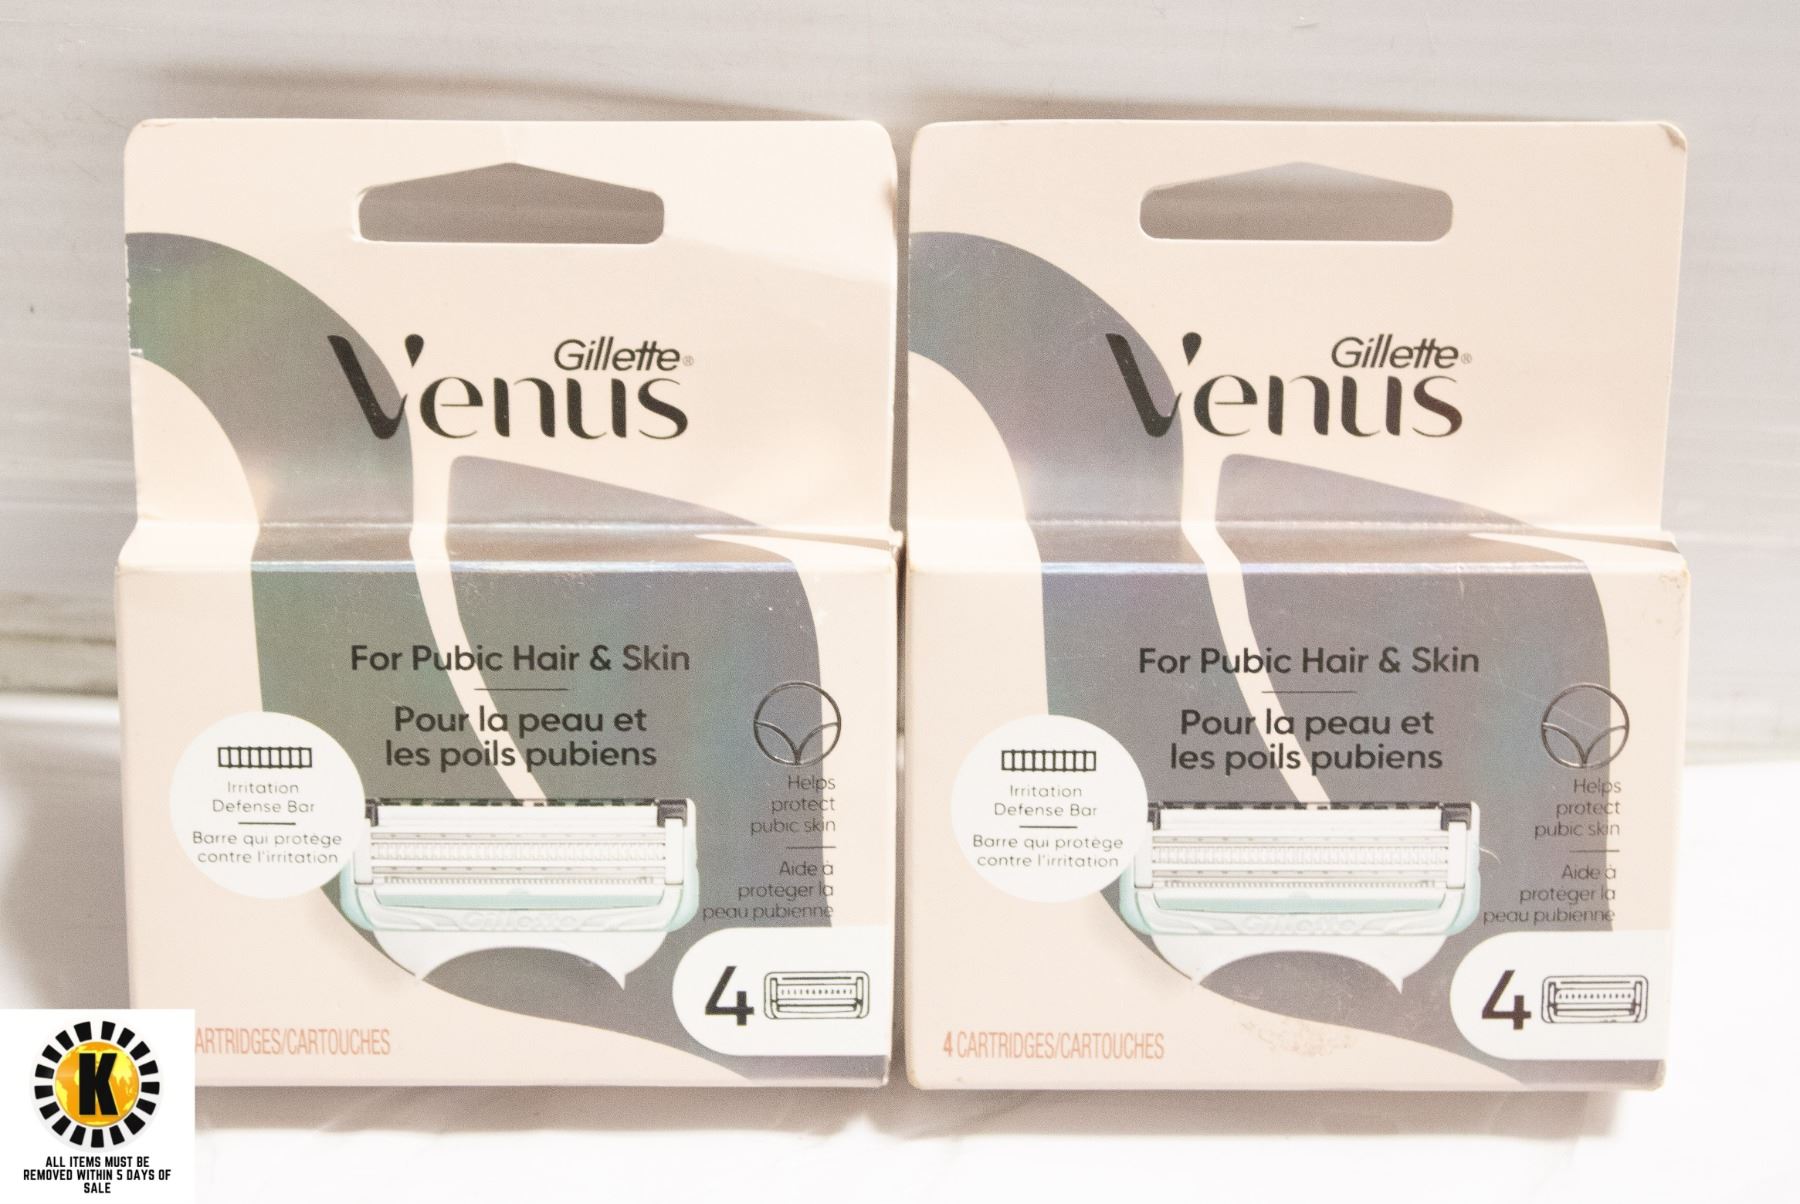 Gillette®
Venus
For Pubic Hair & Skin
Pour la peau et
les poils pubiens
Irritation
Defense Bar
Barre qui protège
contre l'irritation
Helps
protect
pubic skin
Aide à
protéger la
peau pubienne
Gillette
4
ARTRIDGES/CARTOUCHES
Gillette®
Venus
For Pubic Hair & Skin
Pour la peau et
les poils pubiens
Irritation
Defense Bar
Barre qui protège
contre l'irritation
Helps
protect
pubic skin
Aide à
protéger la
peau pubienne
Gillette
4
4 CARTRIDGES/CARTOUCHES
K
ALL ITEMS MUST BE
REMOVED WITHIN 5 DAYS OF
SALE